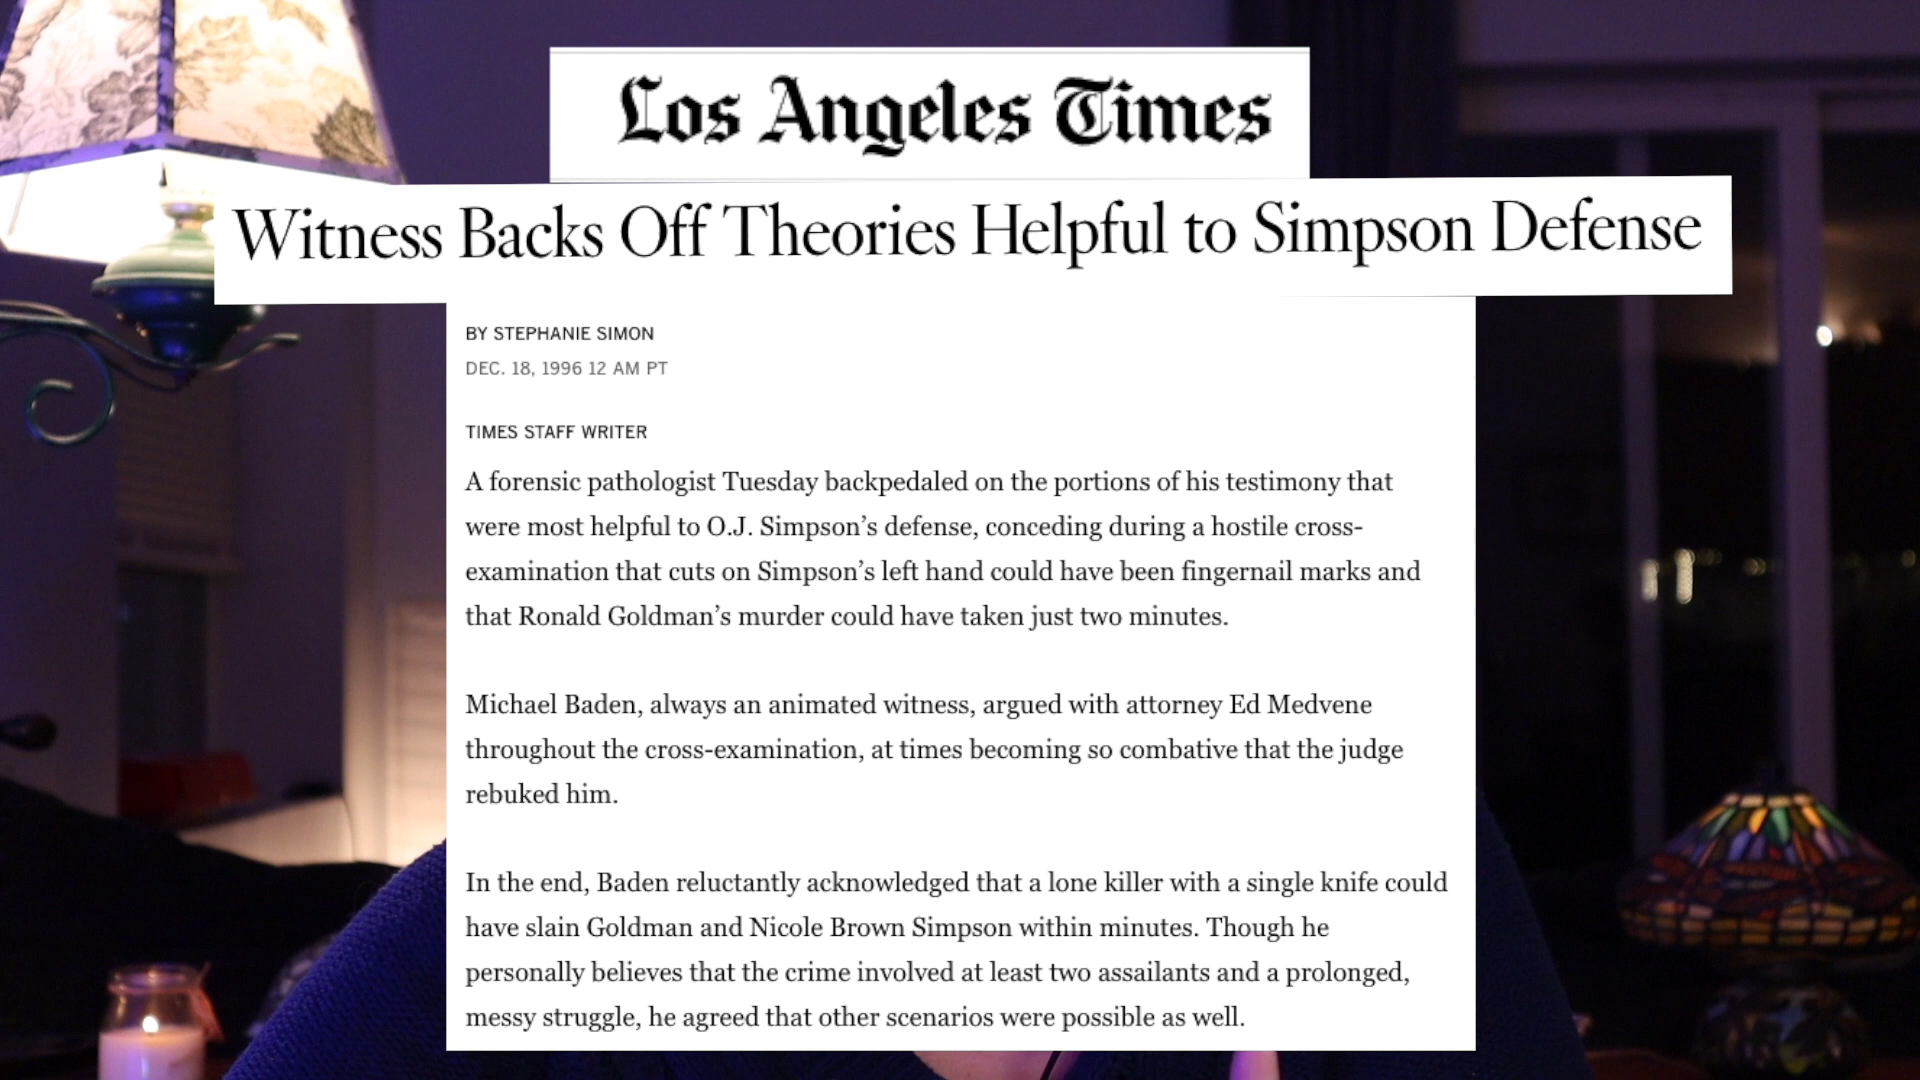 Los Angeles Times
Witness Backs Off Theories Helpful to Simpson Defense
BY STEPHANIE SIMON
DEC. 18, 1996 12 AM PT
TIMES STAFF WRITER
A forensic pathologist Tuesday backpedaled on the portions of his testimony that
were most helpful to O.J. Simpson’s defense, conceding during a hostile cross-
examination that cuts on Simpson’s left hand could have been fingernail marks and
that Ronald Goldman’s murder could have taken just two minutes.
Michael Baden, always an animated witness, argued with attorney Ed Medvene
throughout the cross-examination, at times becoming so combative that the judge
rebuked him.
In the end, Baden reluctantly acknowledged that a lone killer with a single knife could
have slain Goldman and Nicole Brown Simpson within minutes. Though he
personally believes that the crime involved at least two assailants and a prolonged,
messy struggle, he agreed that other scenarios were possible as well.